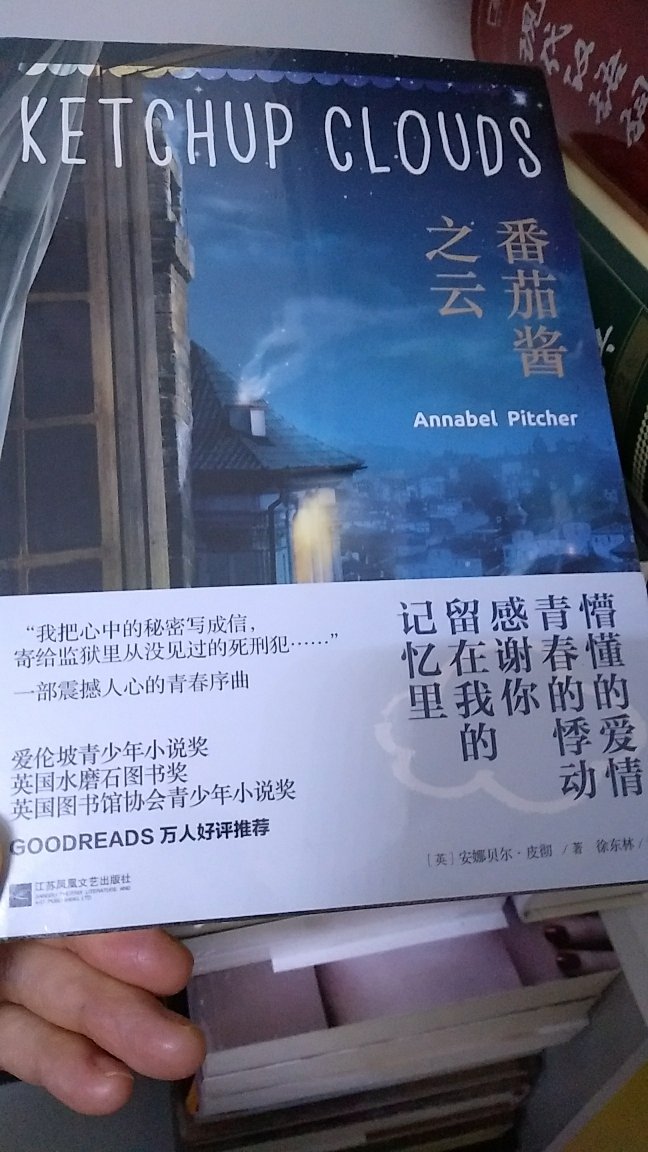 KETCHUP CLOUDS
番茄酱
之云
Annabel Pitcher
“我把心中的秘密写成信,
寄给监狱里从没见过的死刑犯……”
一部震撼人心的青春序曲
懵懂的爱情
青春的悸动
感谢你
留在我的
记忆里
爱伦坡青少年小说奖
英国水磨石图书奖
英国图书馆协会青少年小说奖
GOODREADS 万人好评推荐
[英] 安娜贝尔·皮彻 / 著 徐东林 /
江苏凤凰文艺出版社
现代汉语词